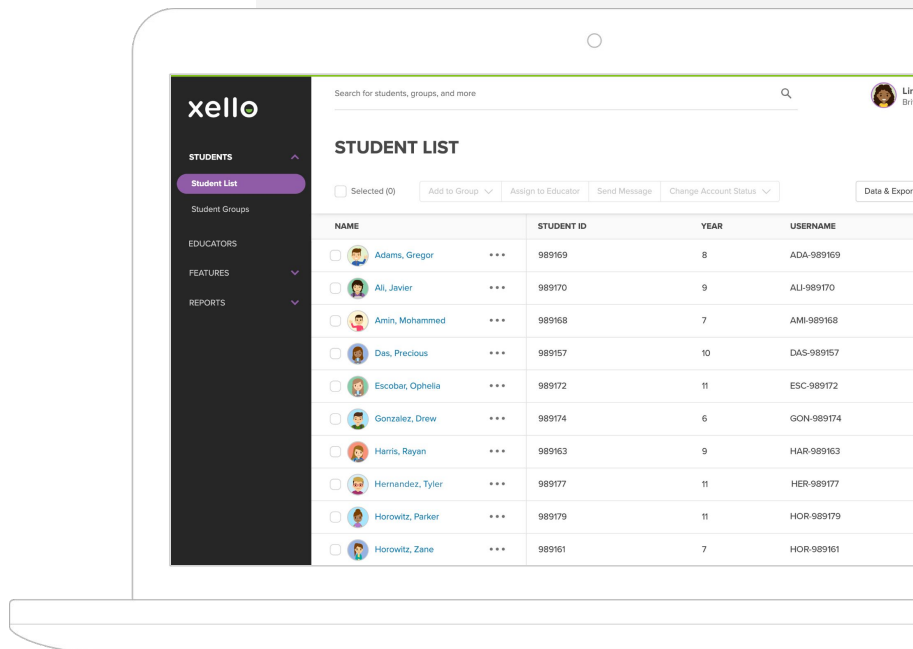 xello
Search for students, groups, and more
STUDENTS
Student List
Student Groups
EDUCATORS
FEATURES
REPORTS
STUDENT LIST
Selected (0) Add to Group Assign to Educator Send Message Change Account Status Data &
NAME STUDENT ID YEAR USERNAME
Adams, Gregor 989169 8 ADA-989169
Ali, Javier 989170 9 ALI-989170
Amin, Mohammed 989168 7 AMI-989168
Das, Precious 989157 10 DAS-989157
Escobar, Ophelia 989172 11 ESC-989172
Gonzalez, Drew 989174 6 GON-989174
Harris, Rayan 989163 9 HAR-989163
Hernandez, Tyler 989177 11 HER-989177
Horowitz, Parker 989179 11 HOR-989179
Horowitz, Zane 989161 7 HOR-989161